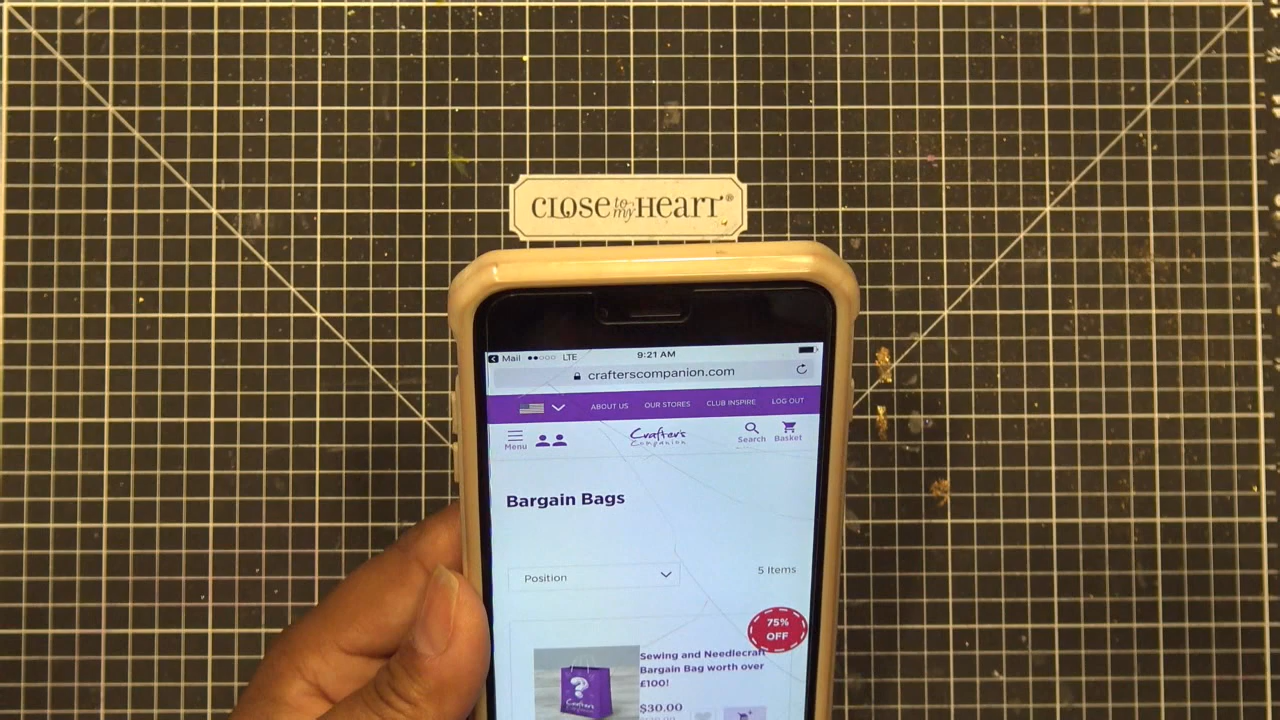 CLOSE to my HEART®
Mail LTE 9:21 AM
crafterscompanion.com
ABOUT US OUR STORES CLUB INSPIRE LOG OUT
Menu Crafter's Companion Search Basket
Bargain Bags
Position 5 Items
75% OFF
Sewing and Needlecraft
Bargain Bag worth over
£100!
$30.00